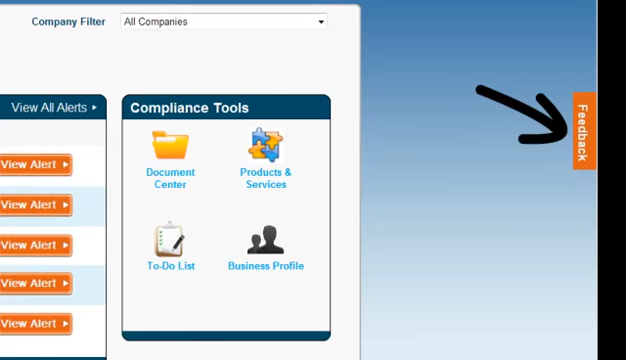 Company Filter All Companies
View All Alerts
Compliance Tools
View Alert
View Alert
View Alert
View Alert
View Alert
Document
Center
Products &
Services
To-Do List
Business Profile
Feedback